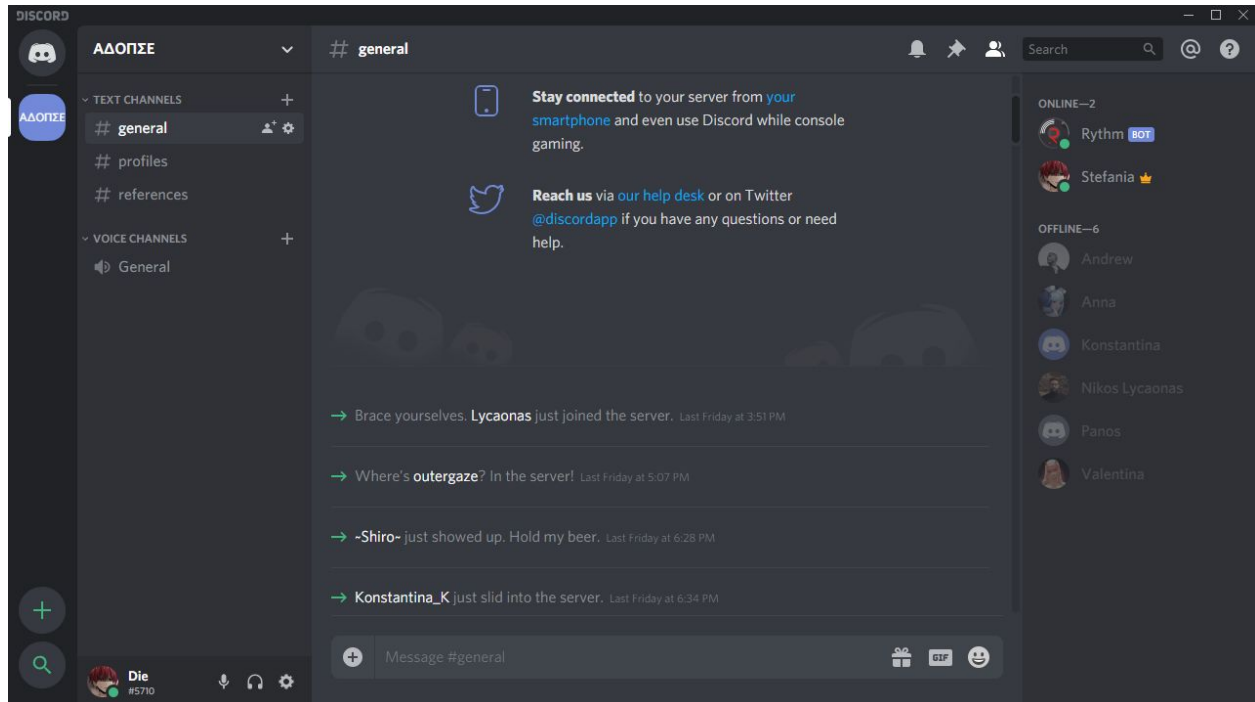 DISCORD
ΑΔΟΠΣΕ
ΑΔΟΠΣΕ
TEXT CHANNELS
general
profiles
references
VOICE CHANNELS
General
Die
#5710
# general
Search
Stay connected to your server from your
smartphone and even use Discord while console
gaming.
Reach us via our help desk or on Twitter
@discordapp if you have any questions or need
help.
Brace yourselves. Lycaonas just joined the server. Last Friday at 3:51 PM
Where's outergaze? In the server! Last Friday at 5:07 PM
~Shiro~ just showed up. Hold my beer. Last Friday at 6:28 PM
Konstantina_K just slid into the server. Last Friday at 6:34 PM
Message #general
GIF
ONLINE—2
Rythm BOT
Stefania
OFFLINE—6
Andrew
Anna
Konstantina
Nikos Lycaonas
Panos
Valentina